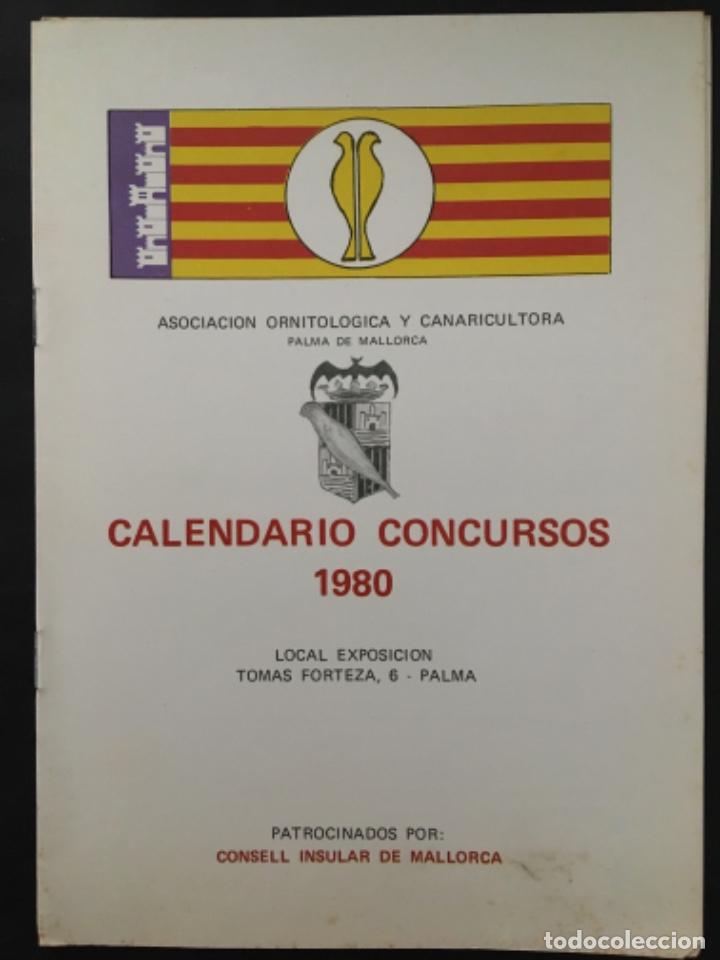 ASOCIACION ORNITOLOGICA Y CANARICULTORA
PALMA DE MALLORCA
CALENDARIO CONCURSOS
1980
LOCAL EXPOSICION
TOMAS FORTEZA, 6 - PALMA
PATROCINADOS POR:
CONSELL INSULAR DE MALLORCA
todocoleccion